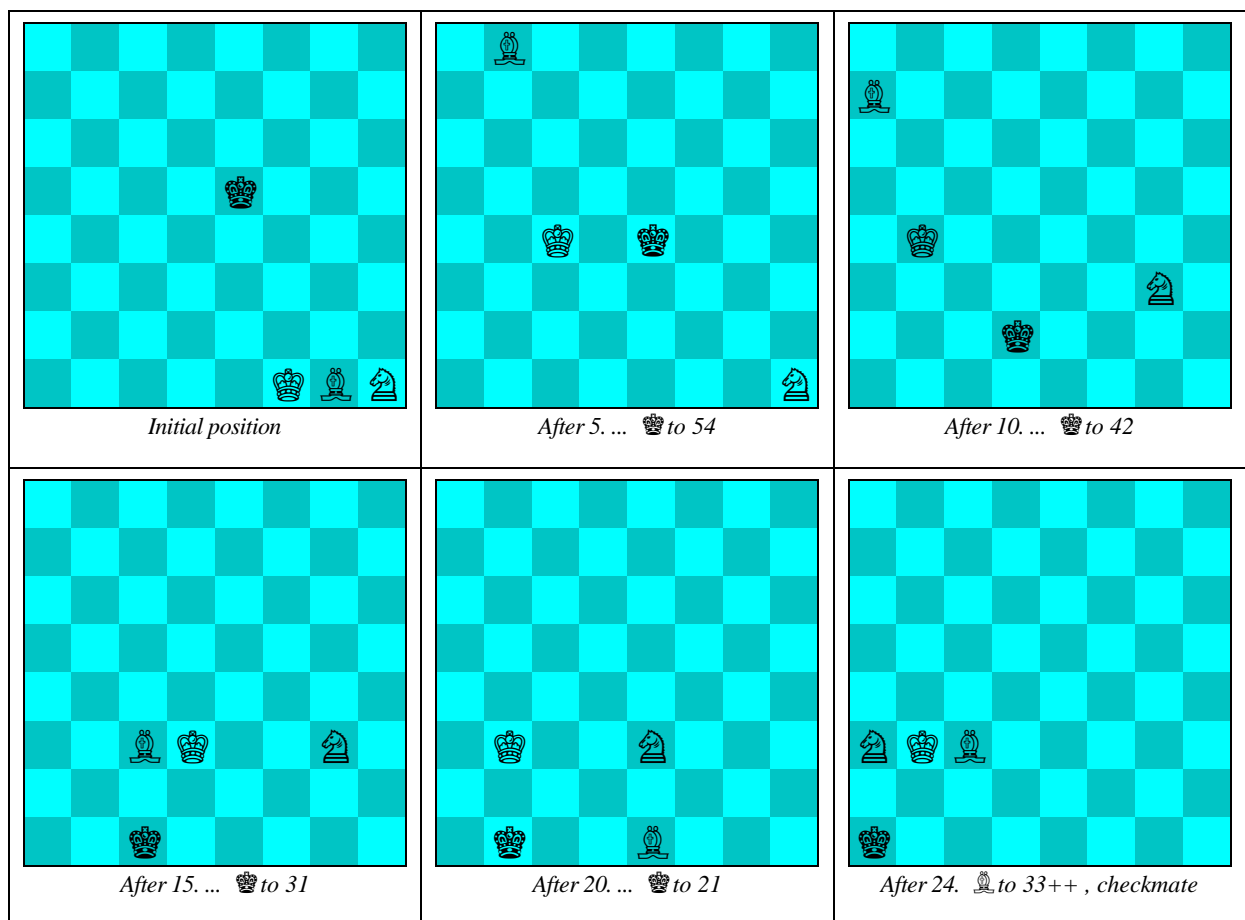 Initial position
After 5. ... ♚ to 54
After 10. ... ♚ to 42
After 15. ... ♚ to 31
After 20. ... ♚ to 21
After 24. ♗ to 33++ , checkmate